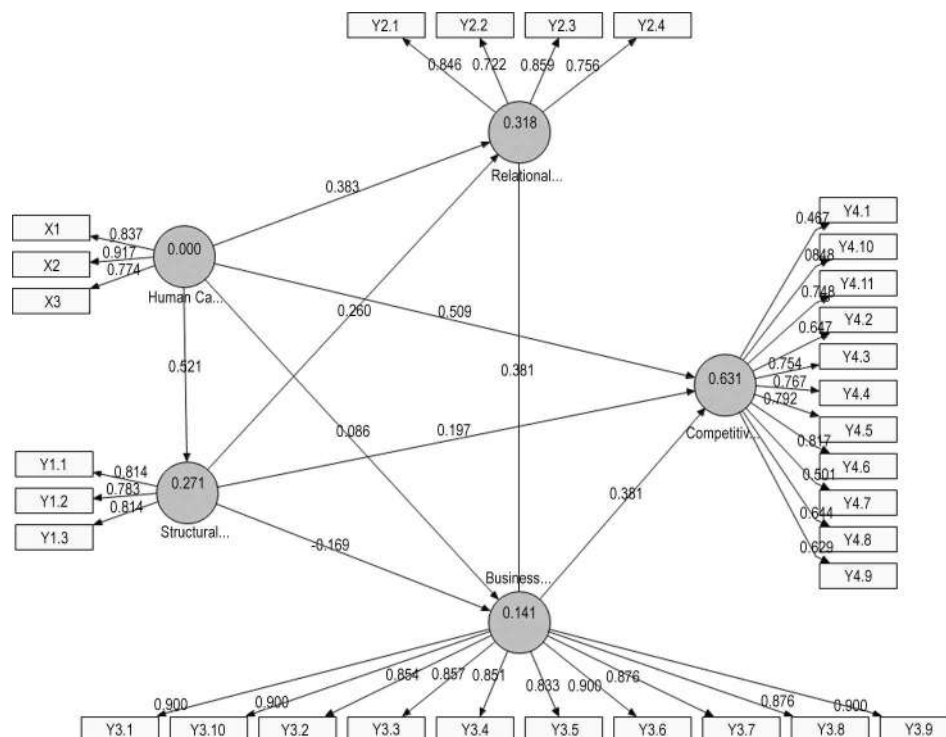 Y2.1 Y2.2 Y2.3 Y2.4
0.846 0.722 0.859 0.756
0.318
Relational...
0.383
X1 0.837
X2 0.917
X3 0.774
0.000
Human Ca...
0.260
0.509
0.381
0.521
0.086
0.197
0.467 Y4.1
0.848 Y4.10
0.748 Y4.11
0.647 Y4.2
0.754 Y4.3
0.767 Y4.4
0.792 Y4.5
0.817 Y4.6
0.501 Y4.7
0.644 Y4.8
0.629 Y4.9
0.631
Competitiv...
Y1.1 0.814
Y1.2 0.783
Y1.3 0.814
0.271
Structural...
-0.169
0.381
Business...
0.141
0.900 0.900 0.854 0.857 0.851 0.833 0.900 0.876 0.876 0.900
Y3.1 Y3.10 Y3.2 Y3.3 Y3.4 Y3.5 Y3.6 Y3.7 Y3.8 Y3.9